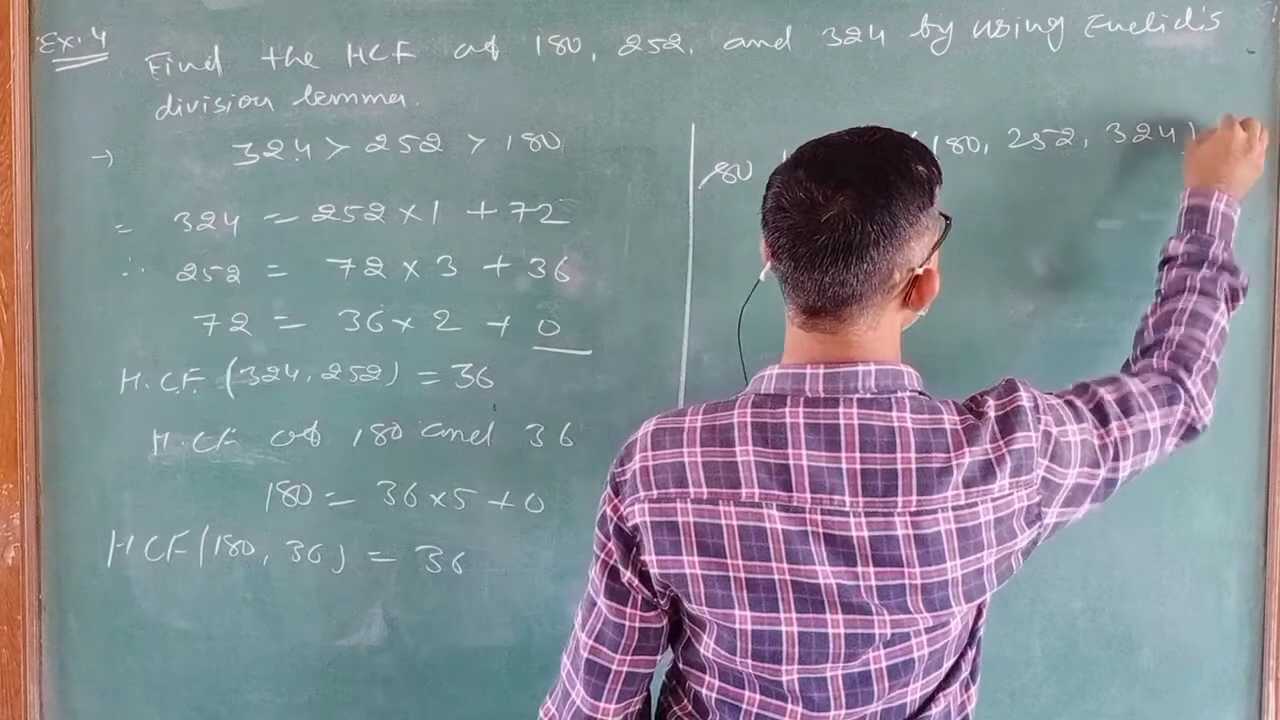 Ex. 4 Find the HCF of 180, 252, and 324 by using Euclid's
division lemma.
→ 324 > 252 > 180
= 324 = 252 × 1 + 72
∴ 252 = 72 × 3 + 36
72 = 36 × 2 + 0
H.C.F. (324, 252) = 36
H.CF of 180 and 36
180 = 36 × 5 + 0
HCF (180, 36) = 36
180, 252, 324)